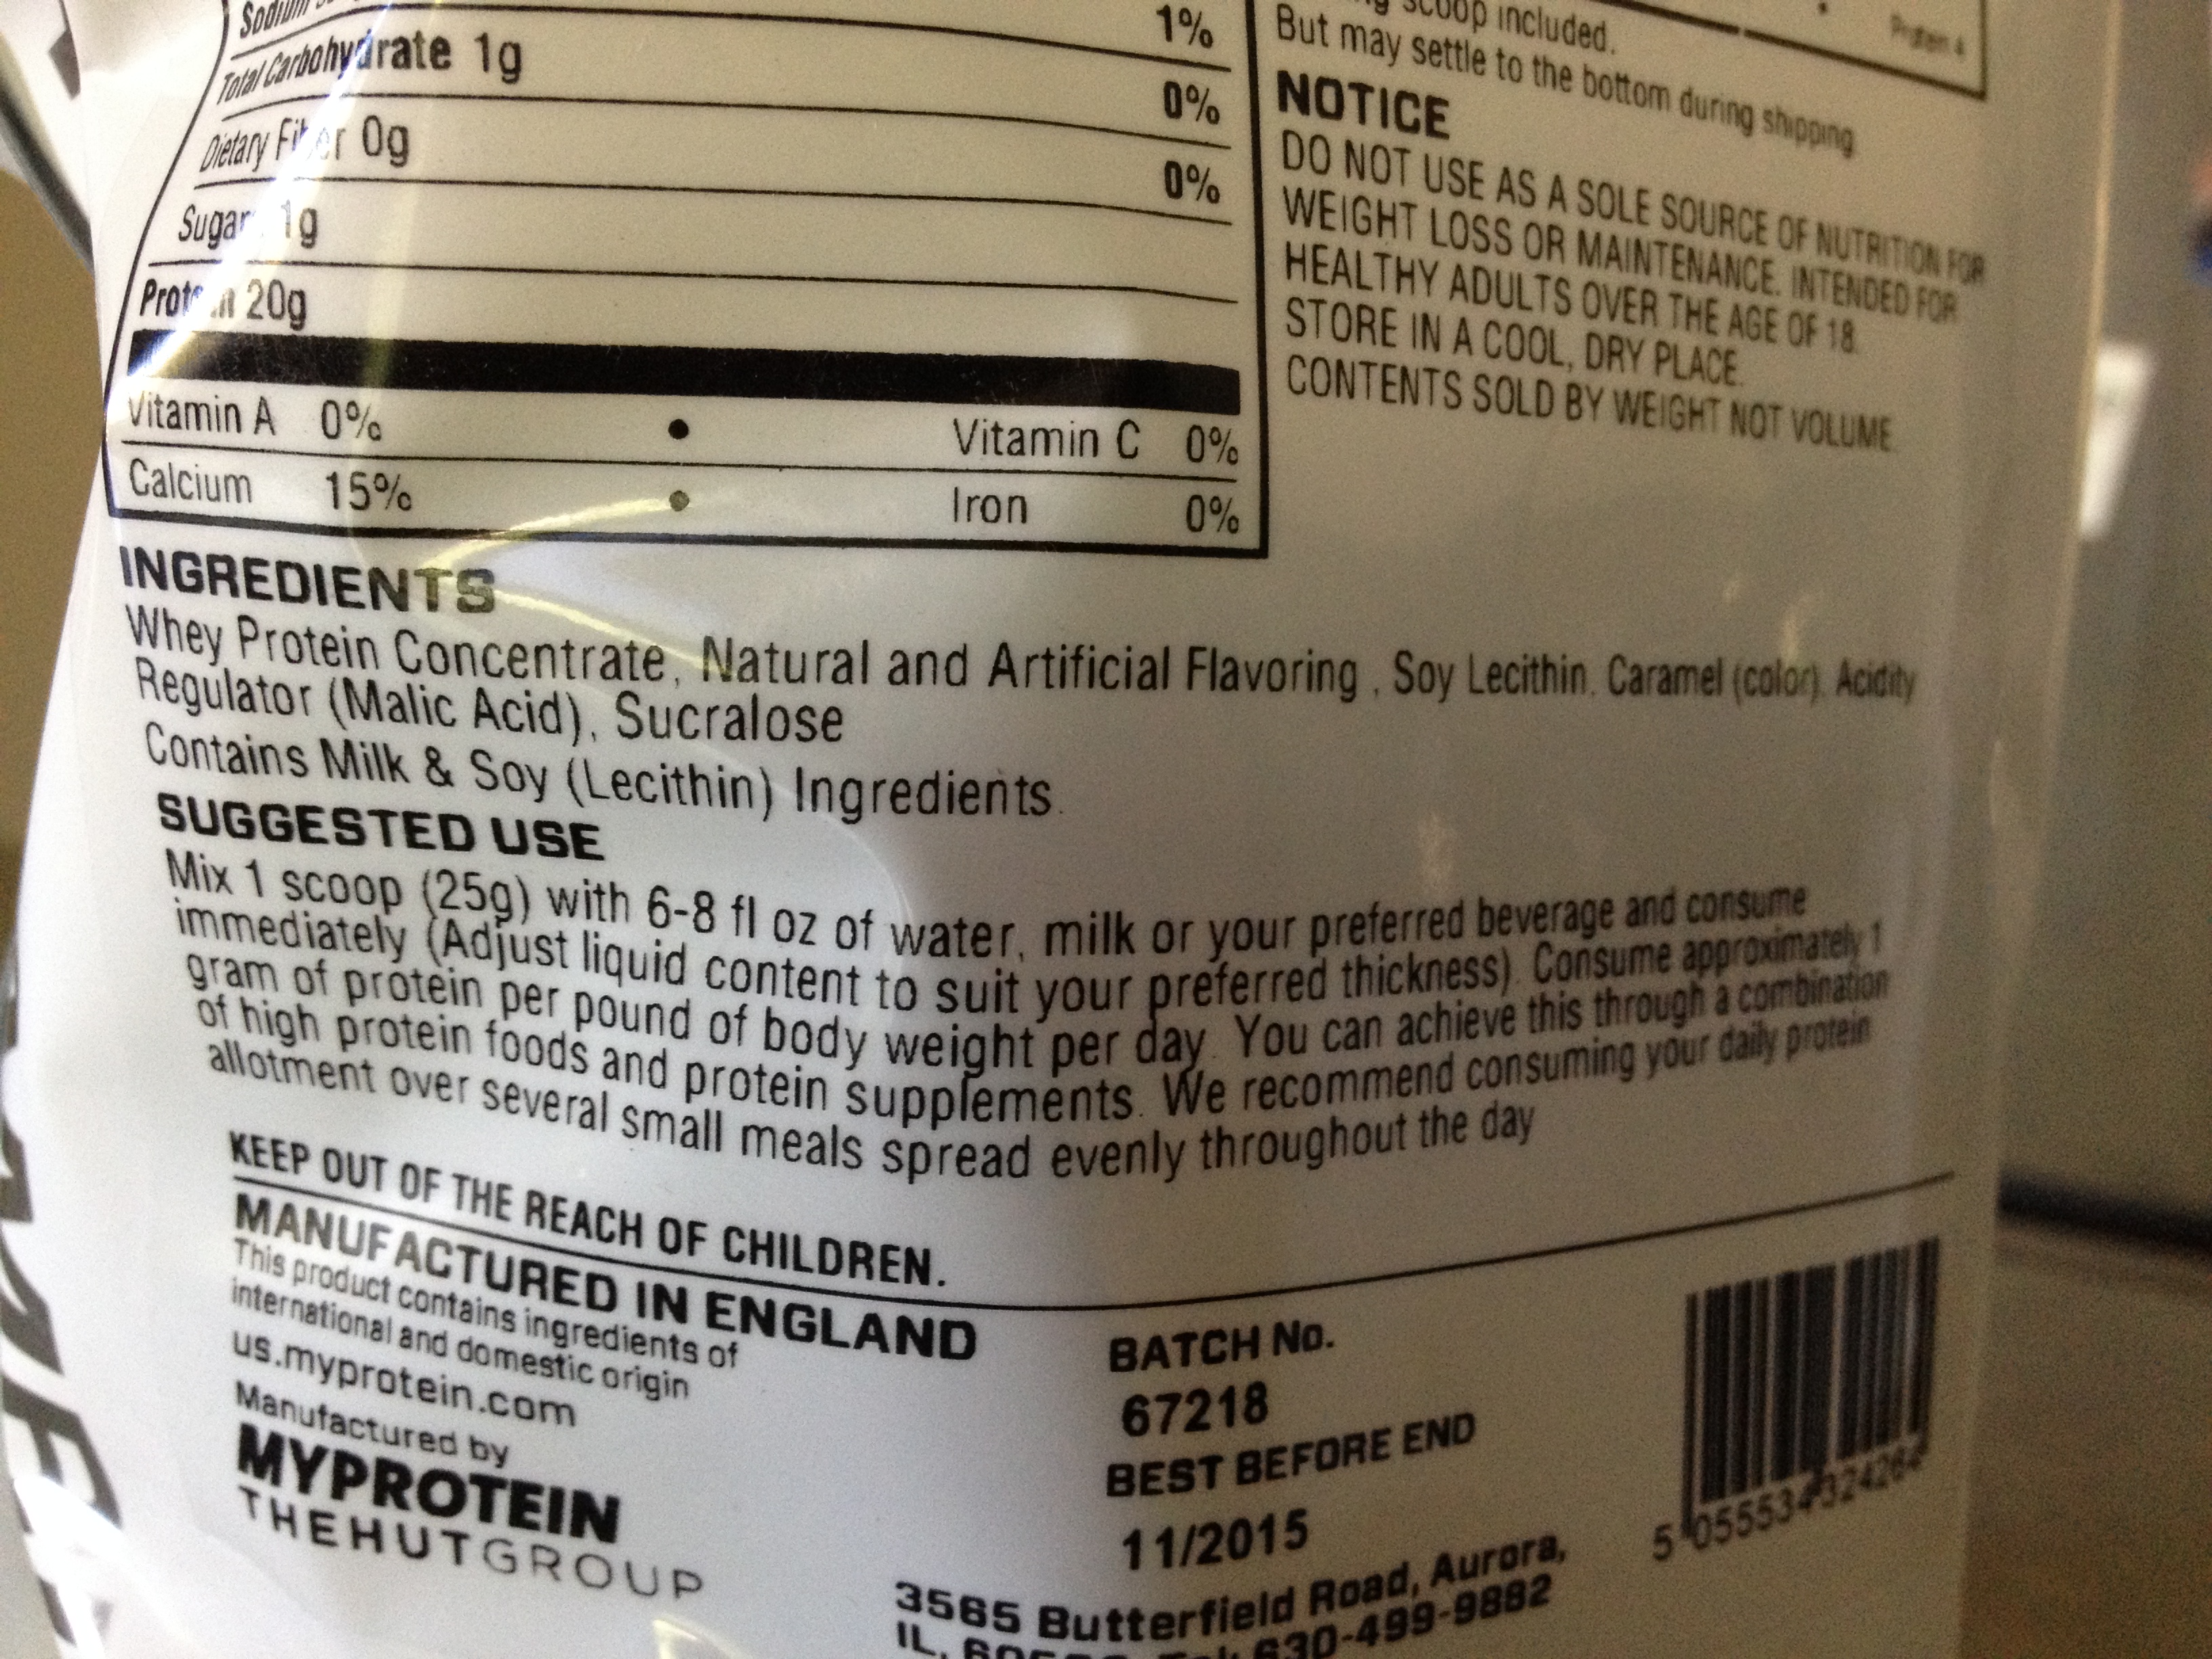 Sodium
1%
Total Carbohydrate 1g
0%
Dietary Fiber 0g
0%
Sugar 1g
Protein 20g
Vitamin A 0% • Vitamin C 0%
Calcium 15% • Iron 0%
scoop included.
But may settle to the bottom during shipping
Protein 4
NOTICE
DO NOT USE AS A SOLE SOURCE OF NUTRITION FOR
WEIGHT LOSS OR MAINTENANCE. INTENDED FOR
HEALTHY ADULTS OVER THE AGE OF 18.
STORE IN A COOL, DRY PLACE.
CONTENTS SOLD BY WEIGHT NOT VOLUME.
INGREDIENTS
Whey Protein Concentrate, Natural and Artificial Flavoring , Soy Lecithin, Caramel (color), Acidity
Regulator (Malic Acid), Sucralose
Contains Milk & Soy (Lecithin) Ingredients.
SUGGESTED USE
Mix 1 scoop (25g) with 6-8 fl oz of water, milk or your preferred beverage and consume
immediately (Adjust liquid content to suit your preferred thickness). Consume approximately 1
gram of protein per pound of body weight per day. You can achieve this through a combination
of high protein foods and protein supplements. We recommend consuming your daily protein
allotment over several small meals spread evenly throughout the day
KEEP OUT OF THE REACH OF CHILDREN.
MANUFACTURED IN ENGLAND
This product contains ingredients of
international and domestic origin
us.myprotein.com
Manufactured by
MYPROTEIN
THEHUTGROUP
BATCH No.
67218
BEST BEFORE END
11/2015
3565 Butterfield Road, Aurora,
IL, 630-499-9882
5 055534 324264